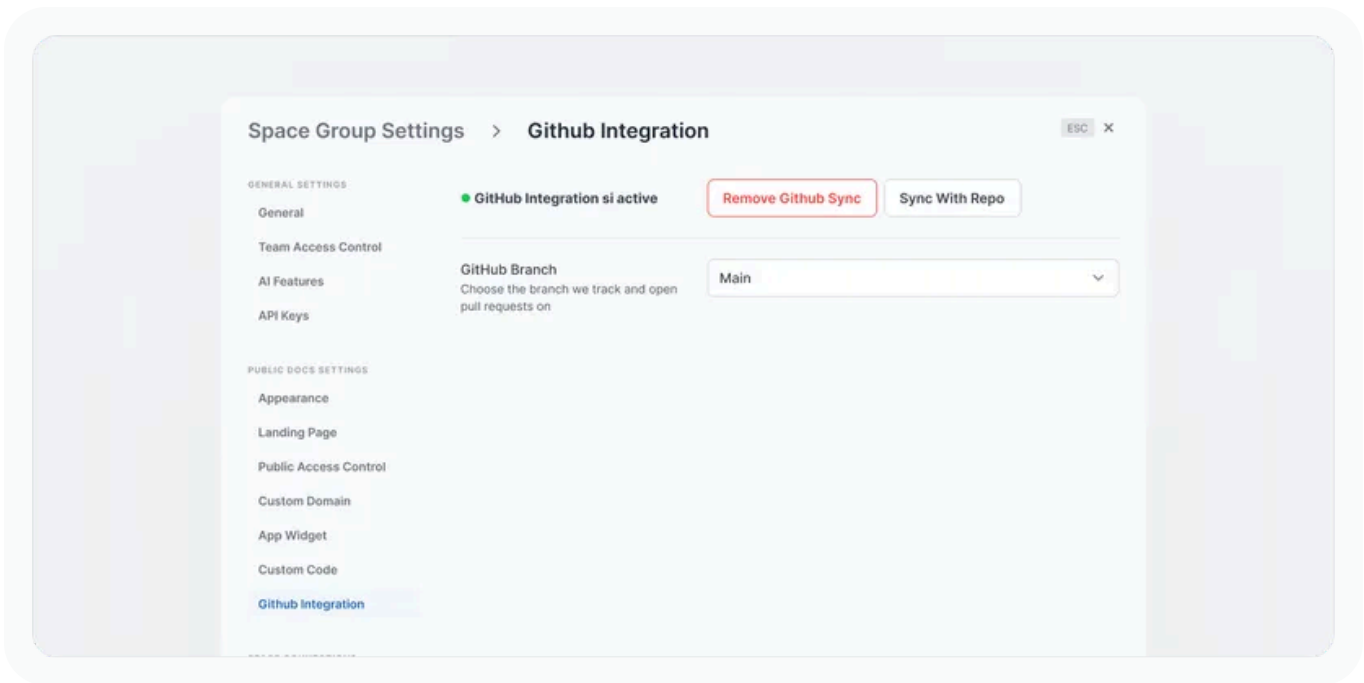 Space Group Settings > Github Integration
ESC ×
GENERAL SETTINGS
General
Team Access Control
AI Features
API Keys
PUBLIC DOCS SETTINGS
Appearance
Landing Page
Public Access Control
Custom Domain
App Widget
Custom Code
Github Integration
GitHub Integration si active
Remove Github Sync
Sync With Repo
GitHub Branch
Choose the branch we track and open
pull requests on
Main